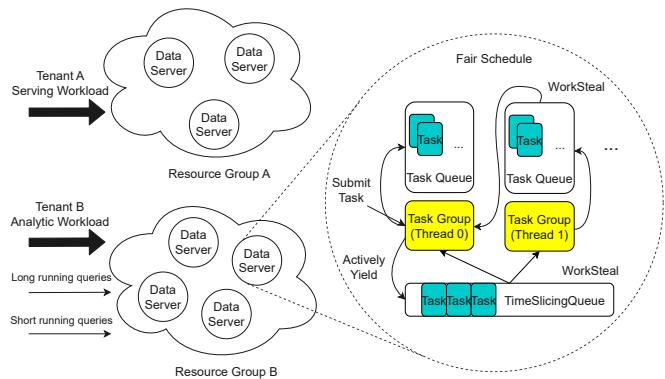 Tenant A
Serving Workload
Data
Server
Data
Server
Data
Server
Resource Group A
Tenant B
Analytic Workload
Long running queries
Short running queries
Data
Server
Data
Server
Data
Server
Data
Server
Resource Group B
Fair Schedule
WorkSteal
Task
...
Task Queue
Task
...
Task Queue
...
Submit
Task
Task Group
(Thread 0)
Task Group
(Thread 1)
Actively
Yield
WorkSteal
Task Task Task TimeSlicingQueue